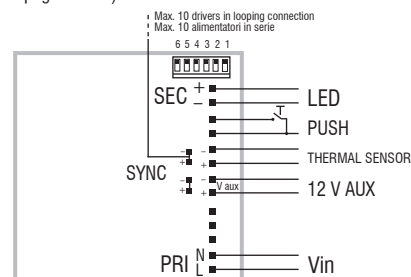 Max. 10 drivers in looping connection
Max. 10 alimentatori in serie
6 5 4 3 2 1
SEC + −
LED
PUSH
− − THERMAL SENSOR
+ +
SYNC
− − V aux 12 V AUX
+ +
PRI N L
Vin